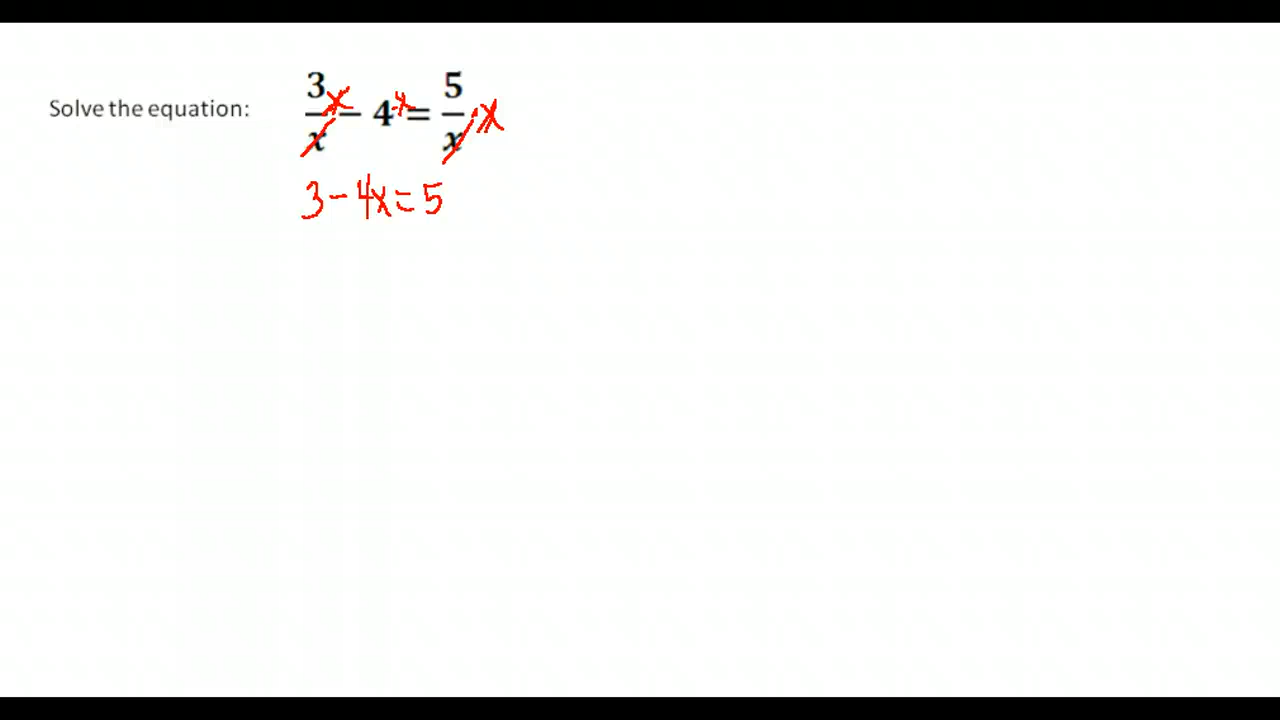 Solve the equation: 3/x · x − 4 · x = 5/x · x
3 − 4x = 5